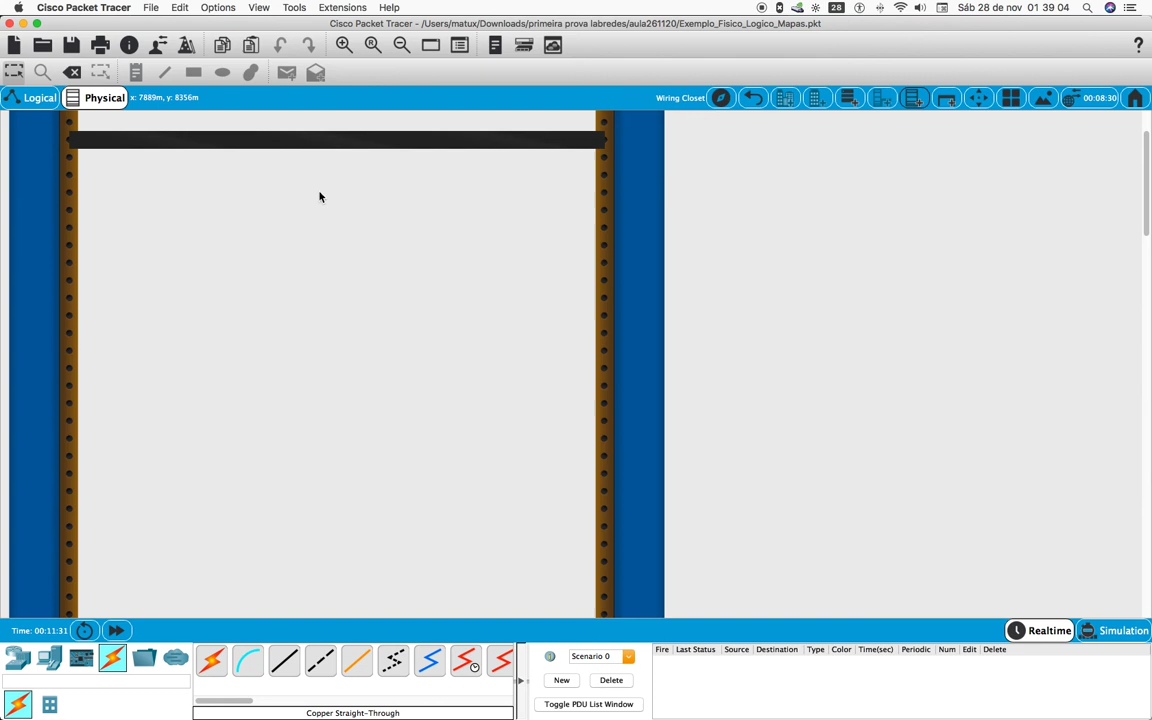 Cisco Packet Tracer File Edit Options View Tools Extensions Help 28 Sáb 28 de nov 01 39 04
Cisco Packet Tracer - /Users/matux/Downloads/primeira prova labredes/aula261120/Exemplo_Fisico_Logico_Mapas.pkt
?
Logical Physical x: 7889m, y: 8356m Wiring Closet 00:08:30
Time: 00:11:31 Realtime Simulation
Scenario 0 Fire Last Status Source Destination Type Color Time(sec) Periodic Num Edit Delete
New Delete
Toggle PDU List Window
Copper Straight-Through